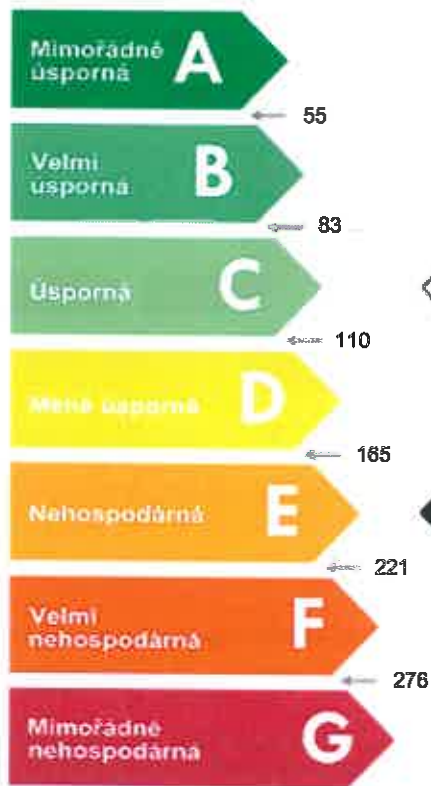 Mimořádně
úsporná
A
55
Velmi
úsporná
B
83
Úsporná
C
110
Méně úsporná
D
165
Nehospodárná
E
221
Velmi
nehospodárná
F
276
Mimořádně
nehospodárná
G